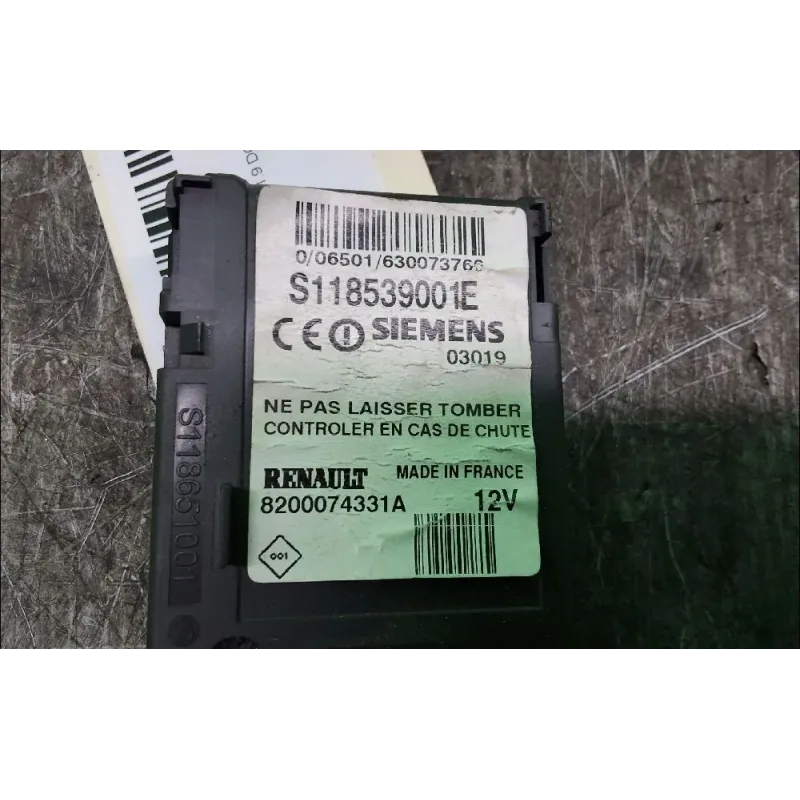 0/06501/630073766
S118539001E
CE SIEMENS
03019
NE PAS LAISSER TOMBER
CONTROLER EN CAS DE CHUTE
RENAULT MADE IN FRANCE
8200074331A 12V
001
S118651001